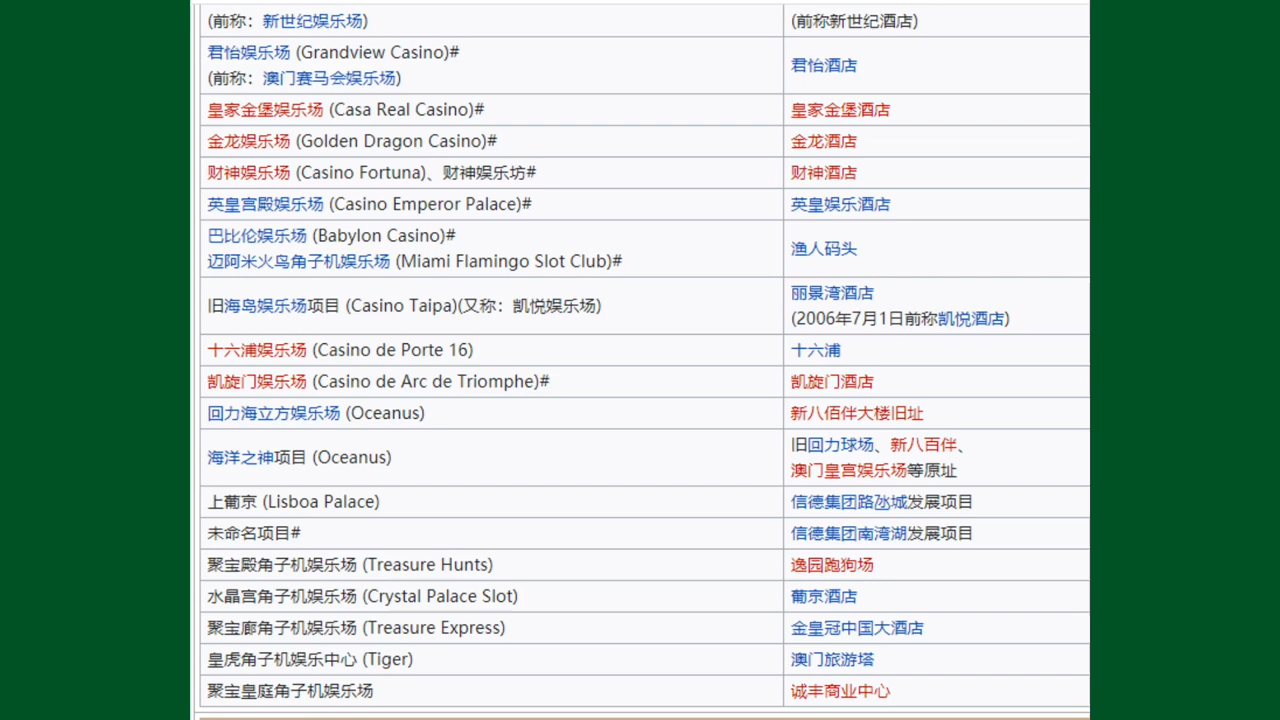 (前称：新世纪娱乐场)
(前称新世纪酒店)
君怡娱乐场 (Grandview Casino)#
(前称：澳门赛马会娱乐场)
君怡酒店
皇家金堡娱乐场 (Casa Real Casino)#
皇家金堡酒店
金龙娱乐场 (Golden Dragon Casino)#
金龙酒店
财神娱乐场 (Casino Fortuna)、财神娱乐坊#
财神酒店
英皇宫殿娱乐场 (Casino Emperor Palace)#
英皇娱乐酒店
巴比伦娱乐场 (Babylon Casino)#
迈阿米火鸟角子机娱乐场 (Miami Flamingo Slot Club)#
渔人码头
旧海岛娱乐场项目 (Casino Taipa)(又称：凯悦娱乐场)
丽景湾酒店
(2006年7月1日前称凯悦酒店)
十六浦娱乐场 (Casino de Porte 16)
十六浦
凯旋门娱乐场 (Casino de Arc de Triomphe)#
凯旋门酒店
回力海立方娱乐场 (Oceanus)
新八佰伴大楼旧址
海洋之神项目 (Oceanus)
旧回力球场、新八百伴、
澳门皇宫娱乐场等原址
上葡京 (Lisboa Palace)
信德集团路氹城发展项目
未命名项目#
信德集团南湾湖发展项目
聚宝殿角子机娱乐场 (Treasure Hunts)
逸园跑狗场
水晶宫角子机娱乐场 (Crystal Palace Slot)
葡京酒店
聚宝廊角子机娱乐场 (Treasure Express)
金皇冠中国大酒店
皇虎角子机娱乐中心 (Tiger)
澳门旅游塔
聚宝皇庭角子机娱乐场
诚丰商业中心